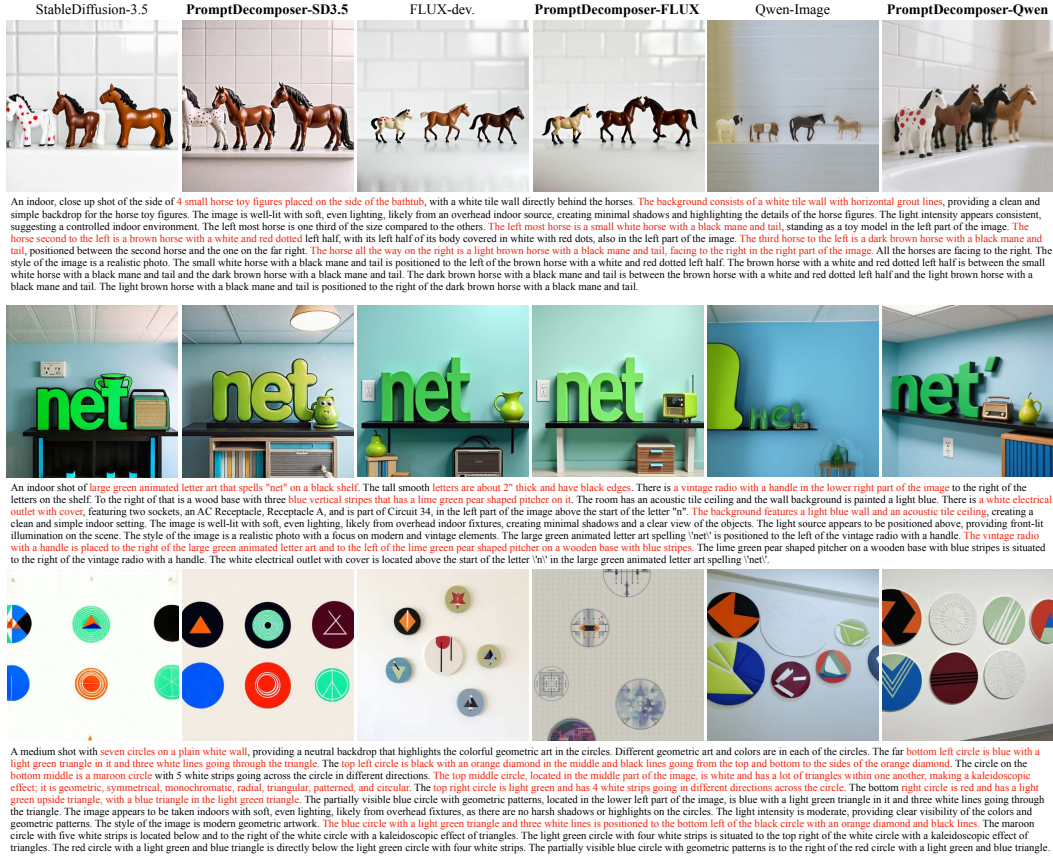 StableDiffusion-3.5 PromptDecomposer-SD3.5 FLUX-dev. PromptDecomposer-FLUX Qwen-Image PromptDecomposer-Qwen
An indoor, close up shot of the side of 4 small horse toy figures placed on the side of the bathtub, with a white tile wall directly behind the horses. The background consists of a white tile wall with horizontal grout lines, providing a clean and
simple backdrop for the horse toy figures. The image is well-lit with soft, even lighting, likely from an overhead indoor source, creating minimal shadows and highlighting the details of the horse figures. The light intensity appears consistent,
suggesting a controlled indoor environment. The left most horse is one third of the size compared to the others. The left most horse is a small white horse with a black mane and tail, standing as a toy model in the left part of the image. The
horse second to the left is a brown horse with a white and red dotted left half, with its left half of its body covered in white with red dots, also in the left part of the image. The third horse to the left is a dark brown horse with a black mane and
tail, positioned between the second horse and the one on the far right. The horse all the way on the right is a light brown horse with a black mane and tail, facing to the right in the right part of the image. All the horses are facing to the right. The
style of the image is a realistic photo. The small white horse with a black mane and tail is positioned to the left of the brown horse with a white and red dotted left half. The brown horse with a white and red dotted left half is between the small
white horse with a black mane and tail and the dark brown horse with a black mane and tail. The dark brown horse with a black mane and tail is between the brown horse with a white and red dotted left half and the light brown horse with a
black mane and tail. The light brown horse with a black mane and tail is positioned to the right of the dark brown horse with a black mane and tail.
net net net net net net'
An indoor shot of large green animated letter art that spells "net" on a black shelf. The tall smooth letters are about 2" thick and have black edges. There is a vintage radio with a handle in the lower right part of the image to the right of the
letters on the shelf. To the right of that is a wood base with three blue vertical stripes that has a lime green pear shaped pitcher on it. The room has an acoustic tile ceiling and the wall background is painted a light blue. There is a white electrical
outlet with cover, featuring two sockets, an AC Receptacle, Receptacle A, and is part of Circuit 34, in the left part of the image above the start of the letter "n". The background features a light blue wall and an acoustic tile ceiling, creating a
clean and simple indoor setting. The image is well-lit with soft, even lighting, likely from overhead indoor fixtures, creating minimal shadows and a clear view of the objects. The light source appears to be positioned above, providing front-lit
illumination on the scene. The style of the image is a realistic photo with a focus on modern and vintage elements. The large green animated letter art spelling \'net\' is positioned to the left of the vintage radio with a handle. The vintage radio
with a handle is placed to the right of the large green animated letter art and to the left of the lime green pear shaped pitcher on a wooden base with blue stripes. The lime green pear shaped pitcher on a wooden base with blue stripes is situated
to the right of the vintage radio with a handle. The white electrical outlet with cover is located above the start of the letter \'n\' in the large green animated letter art spelling \'net\'.
A medium shot with seven circles on a plain white wall, providing a neutral backdrop that highlights the colorful geometric art in the circles. Different geometric art and colors are in each of the circles. The far bottom left circle is blue with a
light green triangle in it and three white lines going through the triangle. The top left circle is black with an orange diamond in the middle and black lines going from the top and bottom to the sides of the orange diamond. The circle on the
bottom middle is a maroon circle with 5 white strips going across the circle in different directions. The top middle circle, located in the middle part of the image, is white and has a lot of triangles within one another, making a kaleidoscopic
effect; it is geometric, symmetrical, monochromatic, radial, triangular, patterned, and circular. The top right circle is light green and has 4 white strips going in different directions across the circle. The bottom right circle is red and has a light
green upside triangle, with a blue triangle in the light green triangle. The partially visible blue circle with geometric patterns, located in the lower left part of the image, is blue with a light green triangle in it and three white lines going through
the triangle. The image appears to be taken indoors with soft, even lighting, likely from overhead fixtures, as there are no harsh shadows or highlights on the circles. The light intensity is moderate, providing clear visibility of the colors and
geometric patterns. The style of the image is modern geometric artwork. The blue circle with a light green triangle and three white lines is positioned to the bottom left of the black circle with an orange diamond and black lines. The maroon
circle with five white strips is located below and to the right of the white circle with a kaleidoscopic effect of triangles. The light green circle with four white strips is situated to the top right of the white circle with a kaleidoscopic effect of
triangles. The red circle with a light green and blue triangle is directly below the light green circle with four white strips. The partially visible blue circle with geometric patterns is to the right of the red circle with a light green and blue triangle.